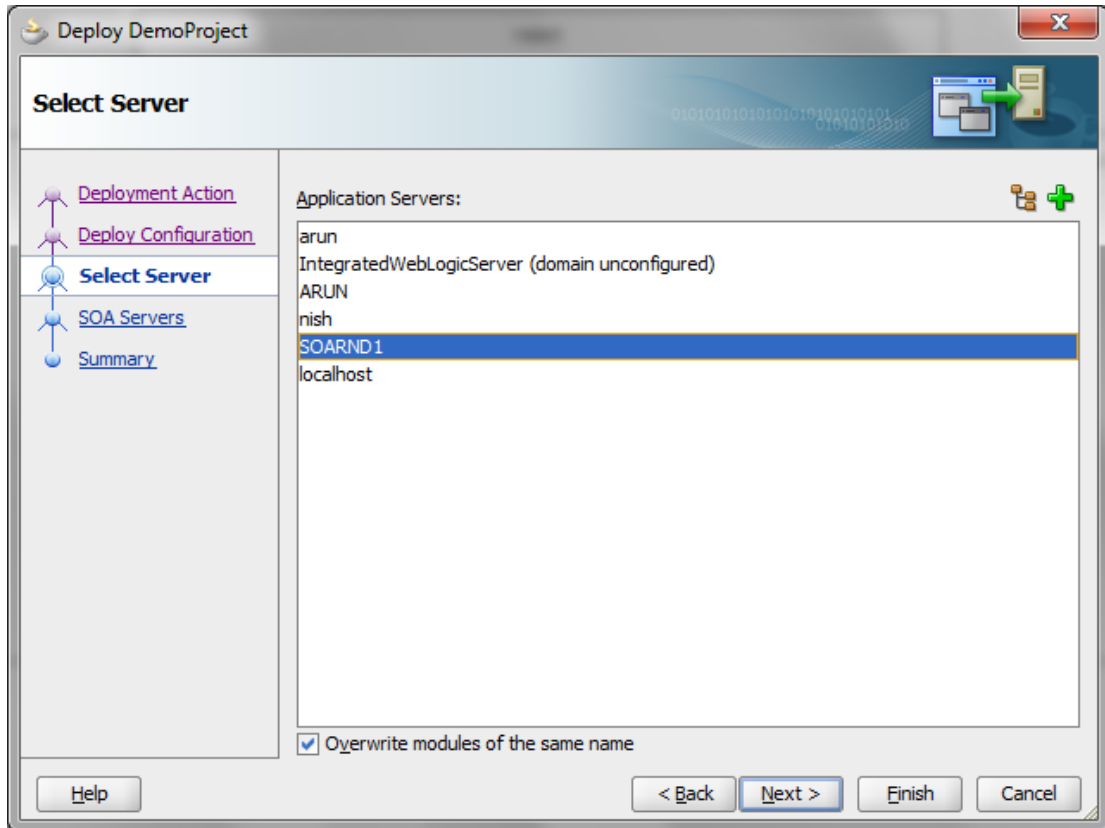 Deploy DemoProject
Select Server
Deployment Action
Deploy Configuration
Select Server
SOA Servers
Summary
Application Servers:
arun
IntegratedWebLogicServer (domain unconfigured)
ARUN
nish
SOARND1
localhost
Overwrite modules of the same name
Help
< Back
Next >
Finish
Cancel